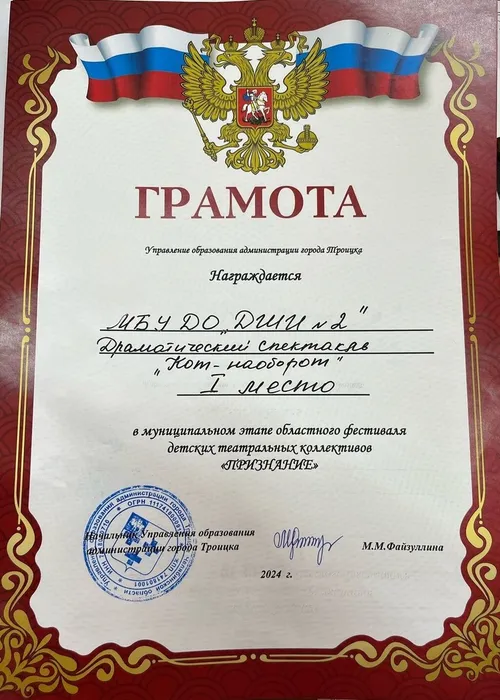 ГРАМОТА
Управление образования администрации города Троицка
Награждается
МБУ ДО „ДШИ №2"
Драматический спектакль
„Кот-наоборот"
I место
в муниципальном этапе областного фестиваля
детских театральных коллективов
«ПРИЗНАНИЕ»
Начальник Управления образования
администрации города Троицка
М.М.Файзуллина
2024 г.